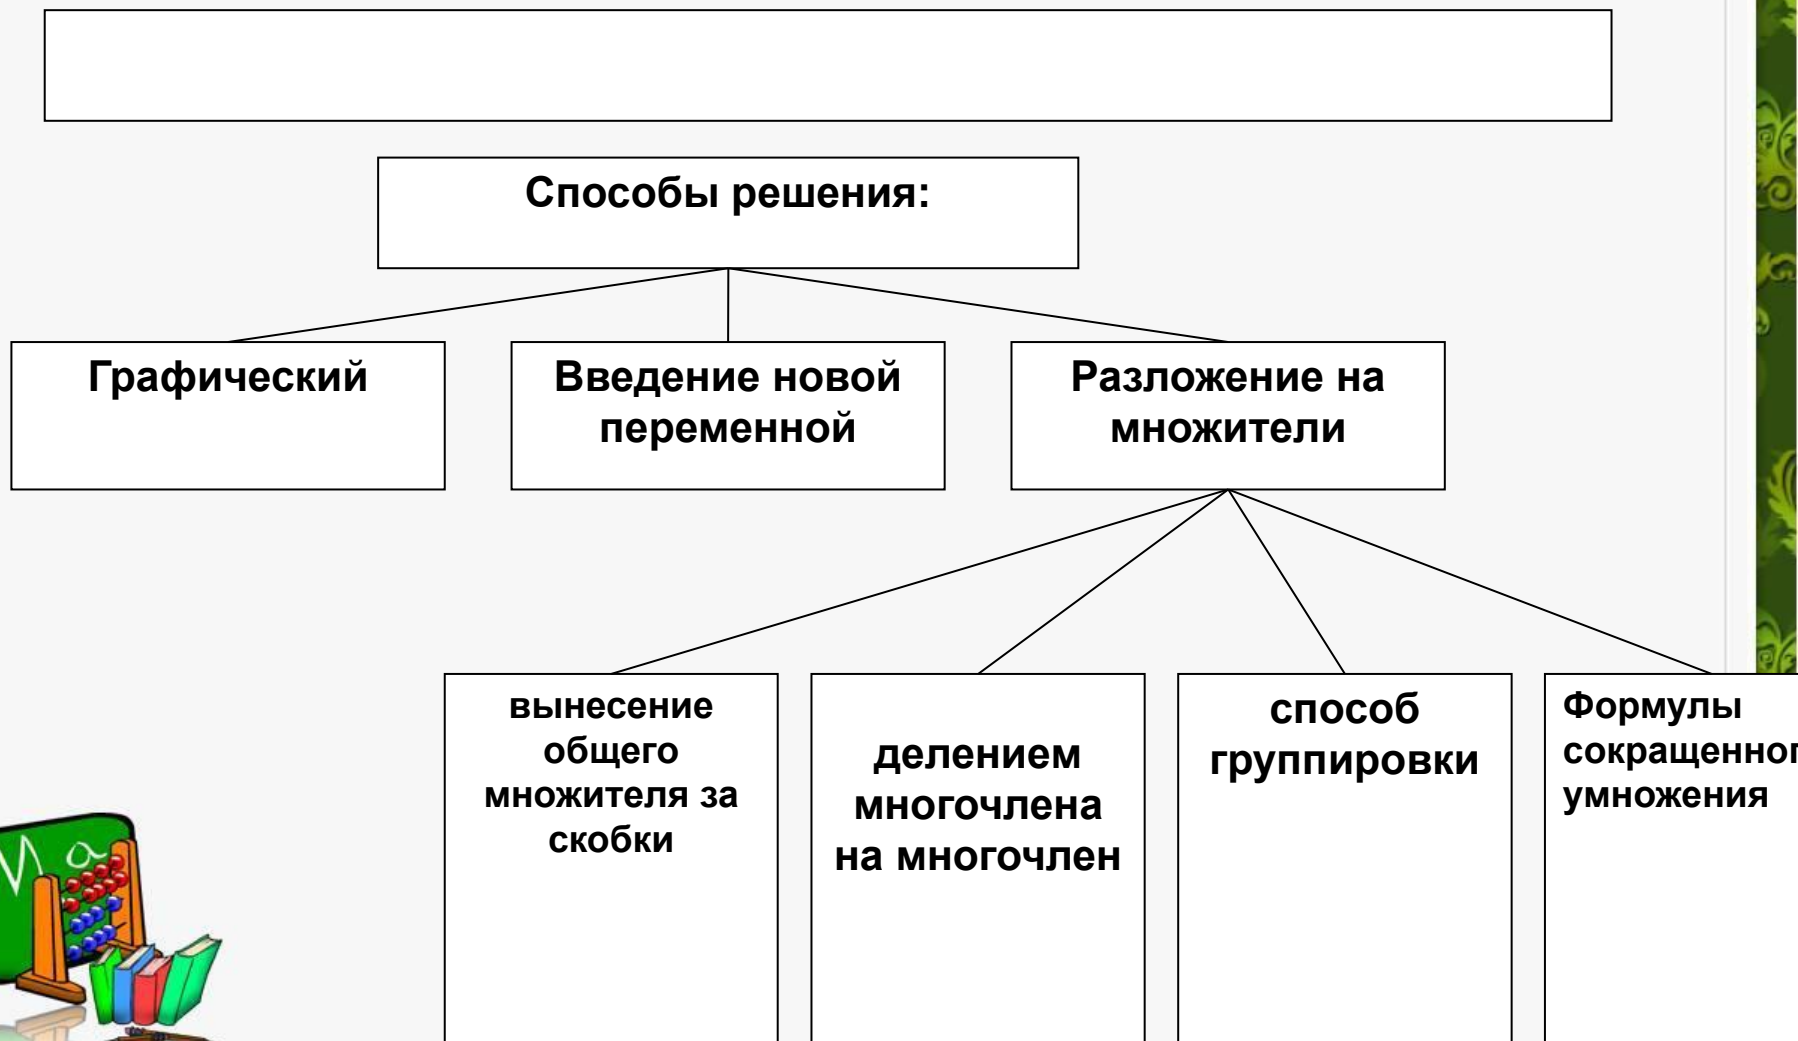 Способы решения:
Графический
Введение новой
переменной
Разложение на
множители
вынесение
общего
множителя за
скобки
делением
многочлена
на многочлен
способ
группировки
Формулы
сокращенног
умножения